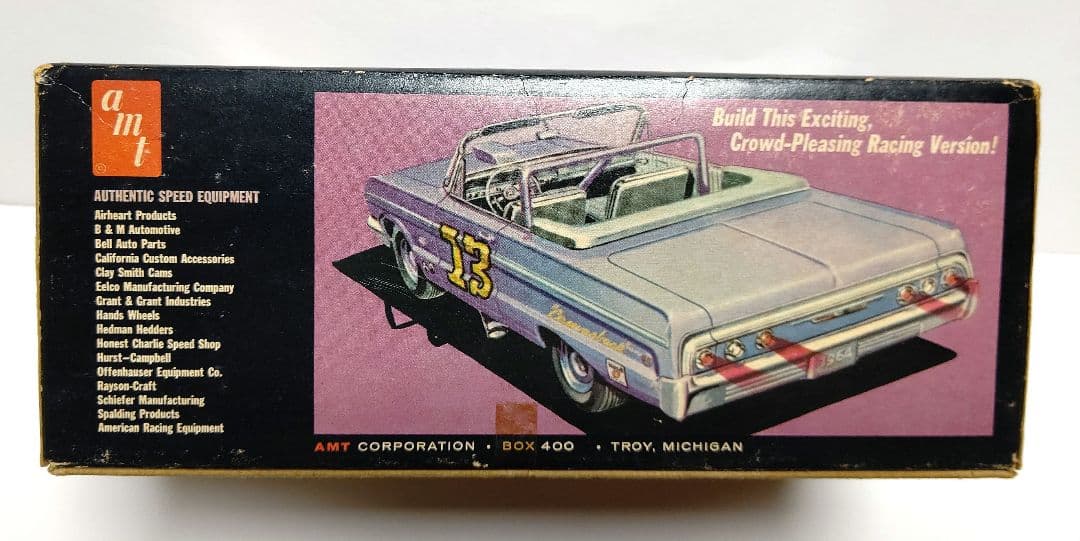 amt
©
AUTHENTIC SPEED EQUIPMENT
Airheart Products
B & M Automotive
Bell Auto Parts
California Custom Accessories
Clay Smith Cams
Eelco Manufacturing Company
Grant & Grant Industries
Hands Wheels
Hedman Hedders
Honest Charlie Speed Shop
Hurst-Campbell
Offenhauser Equipment Co.
Rayson-Craft
Schiefer Manufacturing
Spalding Products
American Racing Equipment
Build This Exciting,
Crowd-Pleasing Racing Version!
13
1964
AMT CORPORATION • BOX 400 • TROY, MICHIGAN